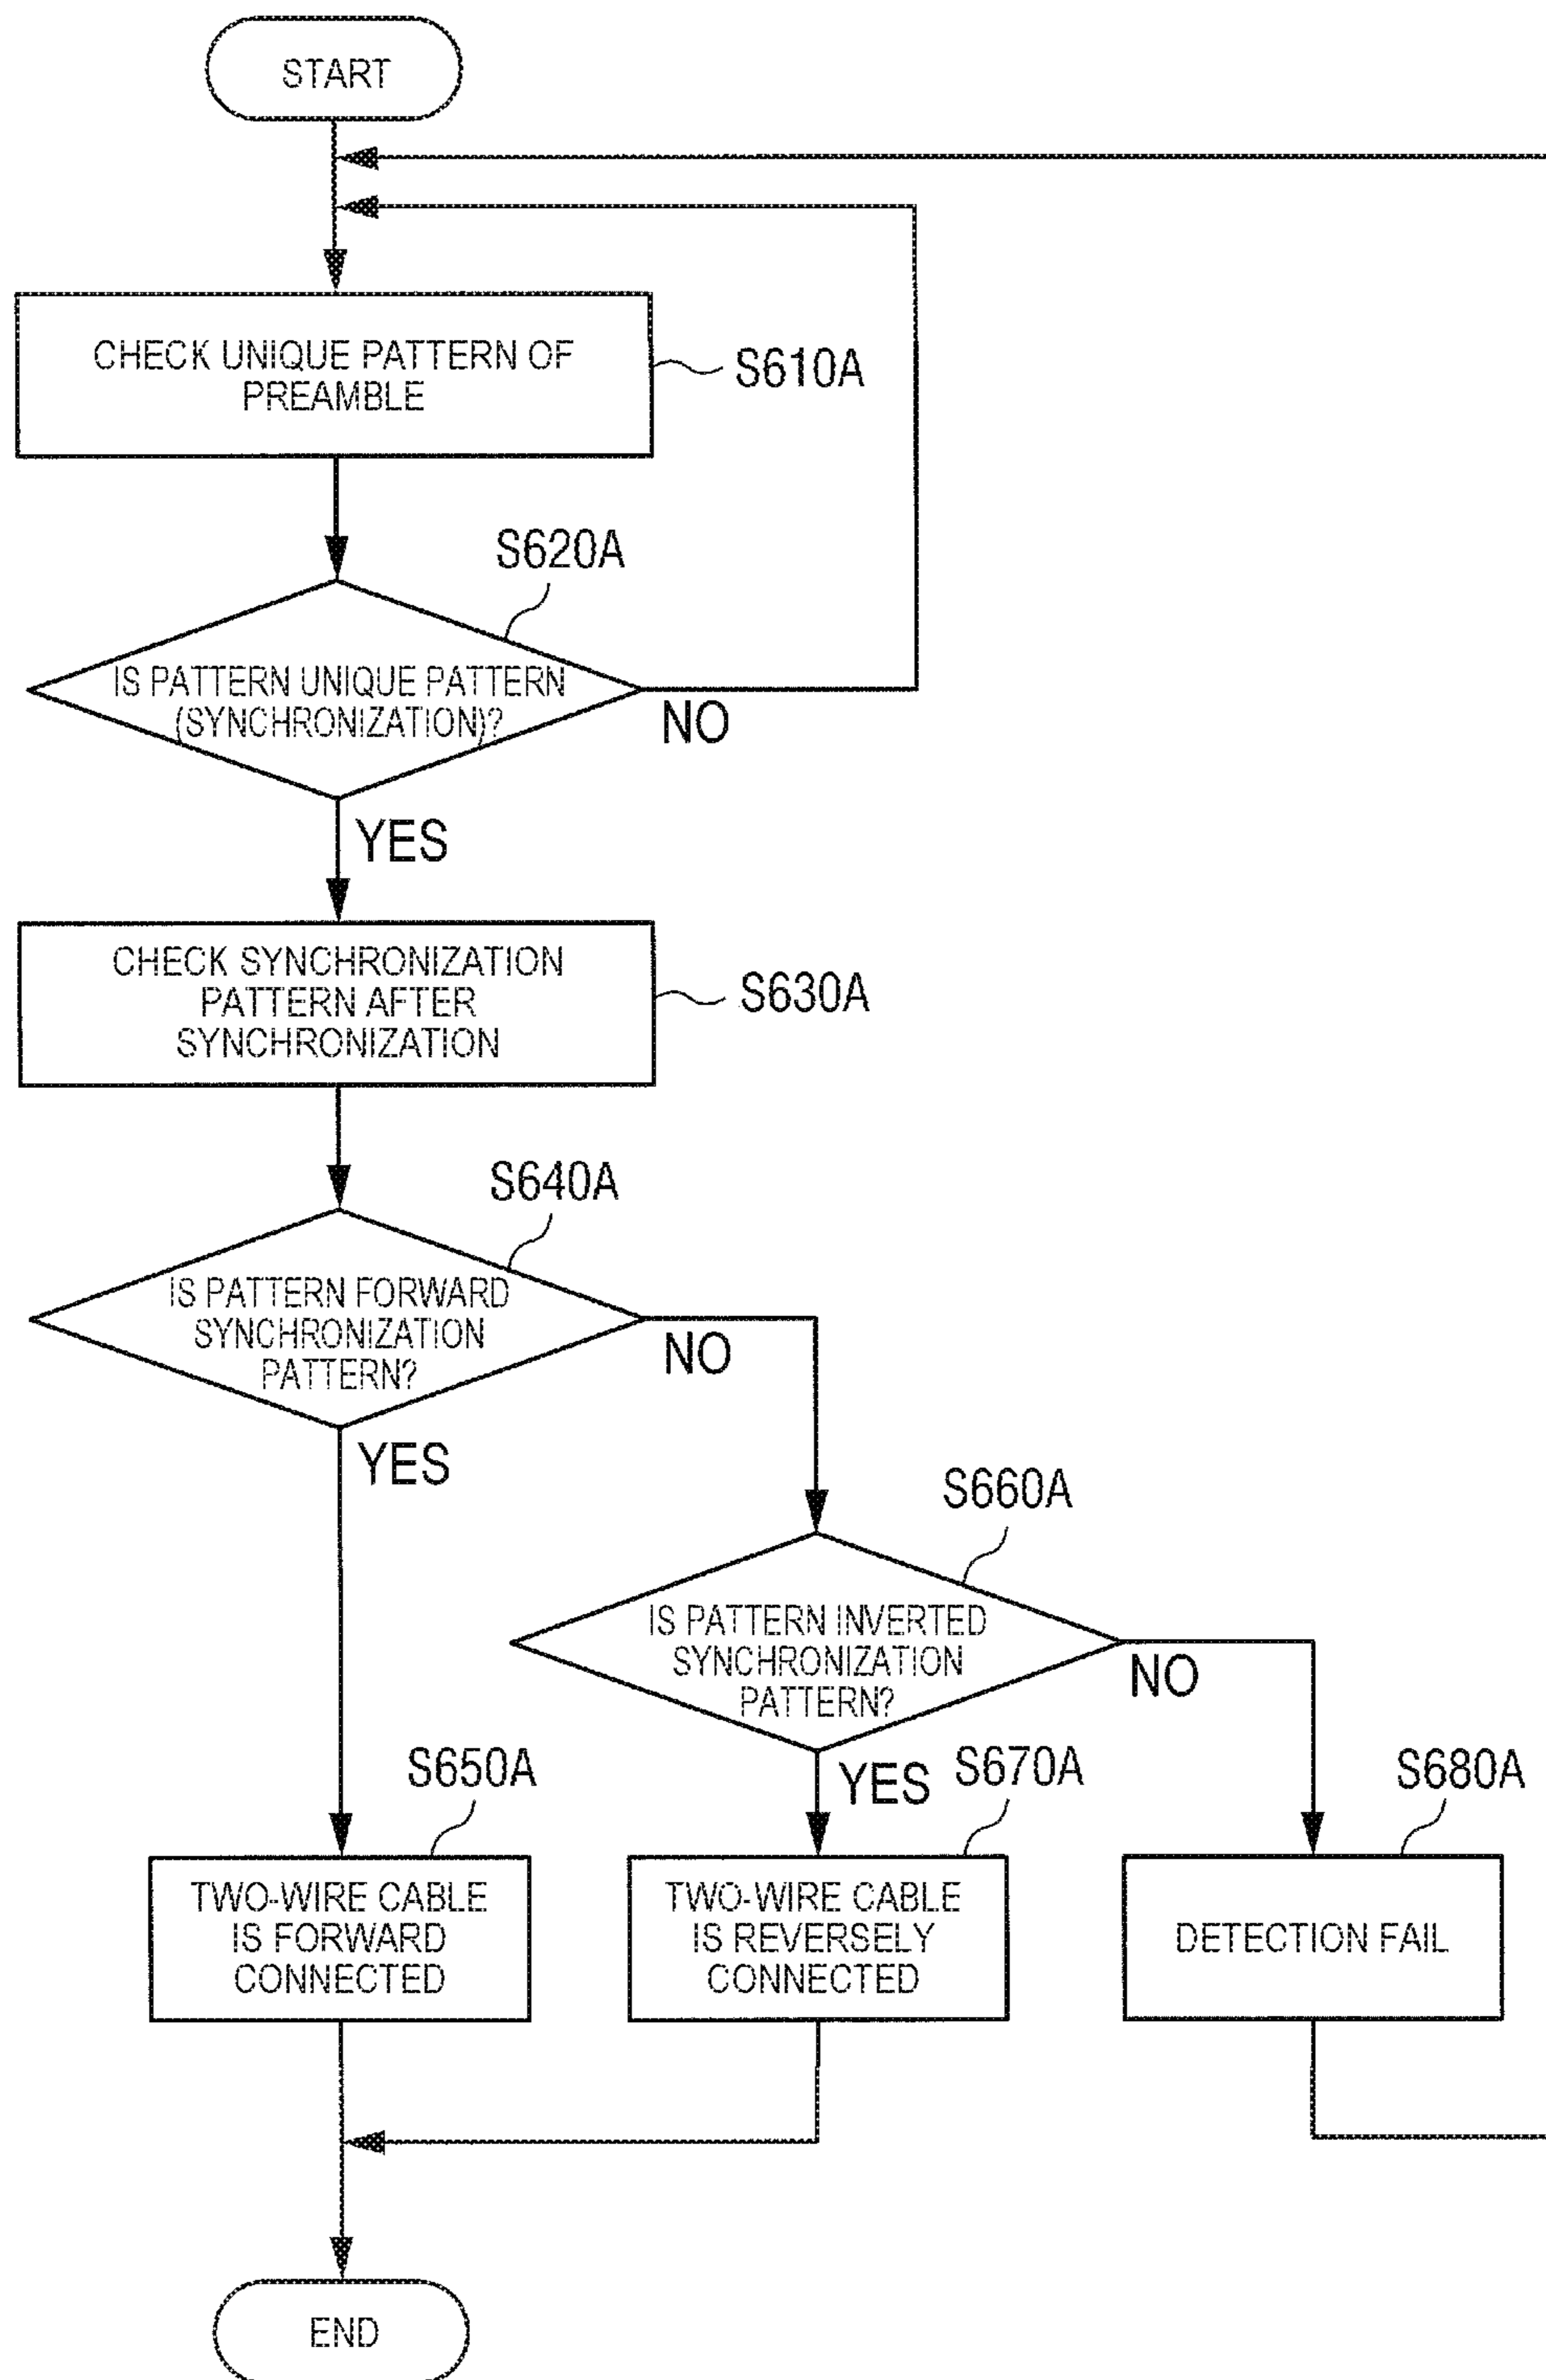 START
CHECK UNIQUE PATTERN OF
PREAMBLE
S610A
S620A
IS PATTERN UNIQUE PATTERN
(SYNCHRONIZATION)?
NO
YES
CHECK SYNCHRONIZATION
PATTERN AFTER
SYNCHRONIZATION
S630A
S640A
IS PATTERN FORWARD
SYNCHRONIZATION
PATTERN?
NO
YES
S660A
IS PATTERN INVERTED
SYNCHRONIZATION
PATTERN?
NO
YES
S650A
S670A
S680A
TWO-WIRE CABLE
IS FORWARD
CONNECTED
TWO-WIRE CABLE
IS REVERSELY
CONNECTED
DETECTION FAIL
END